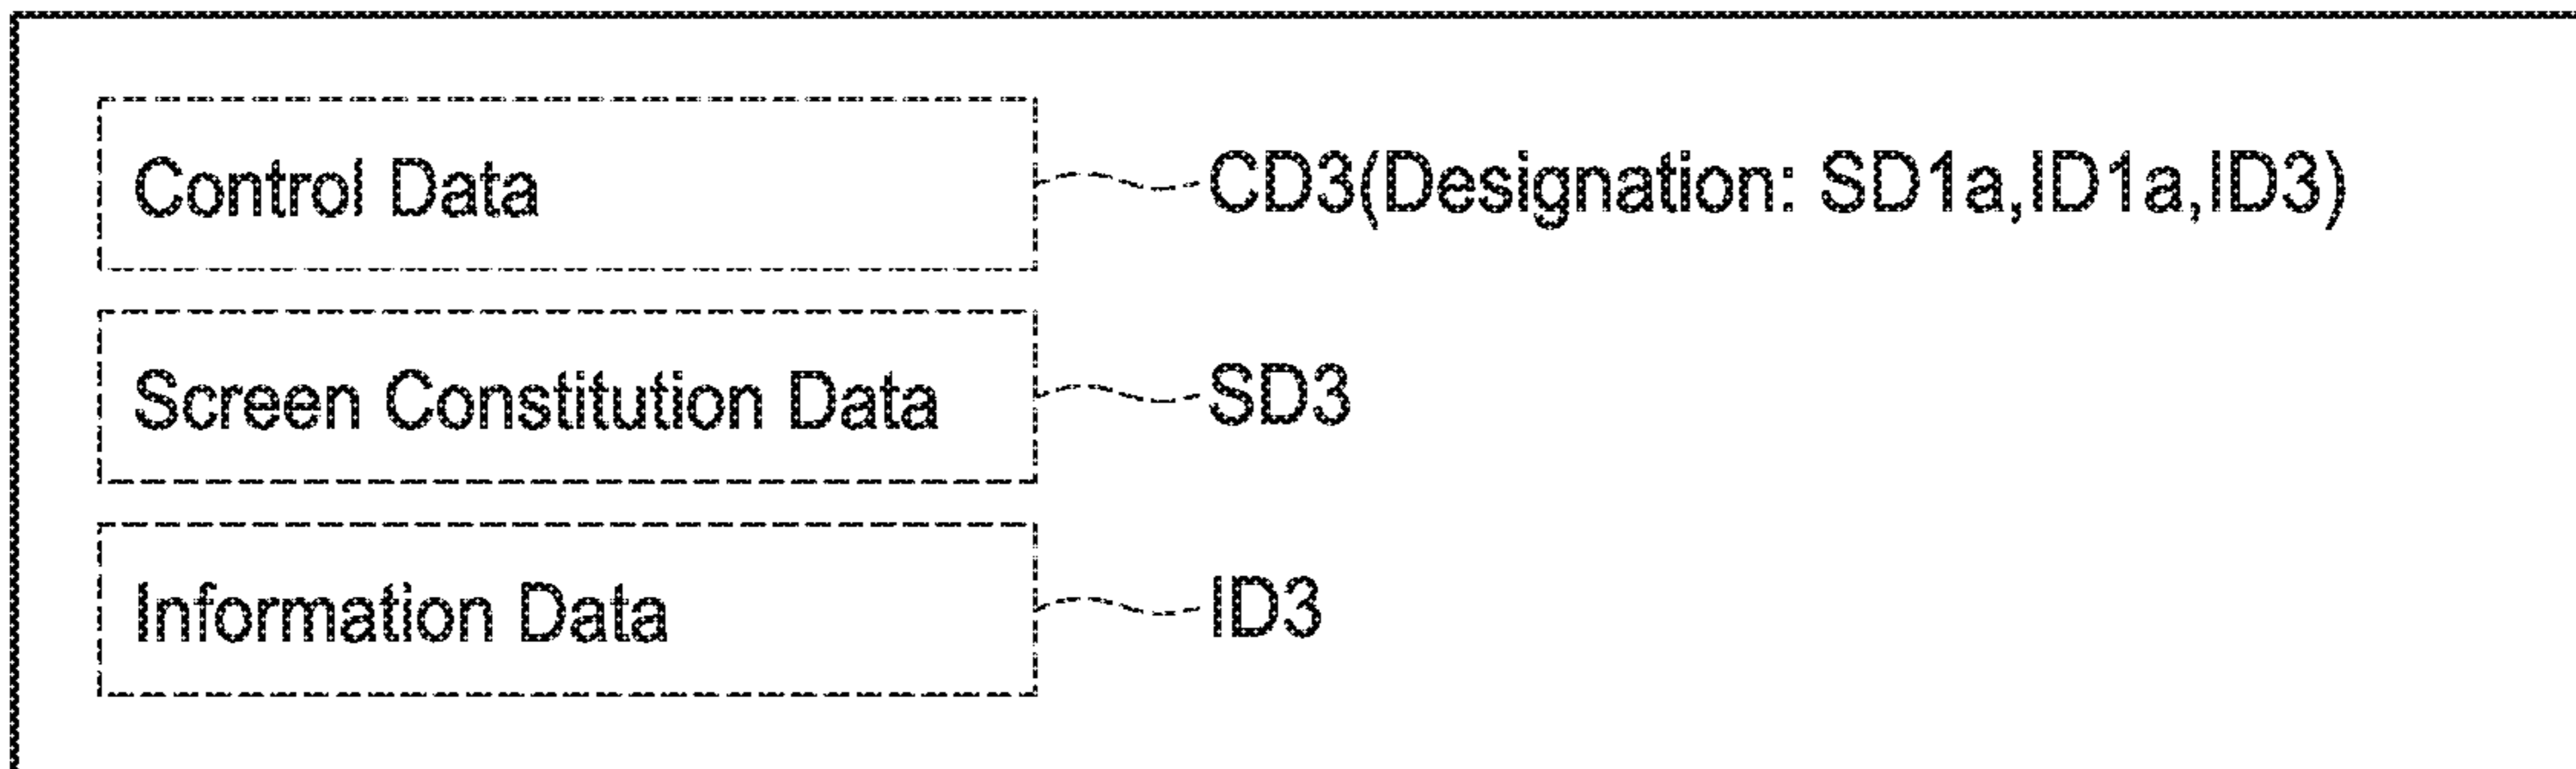 Control Data CD3(Designation: SD1a,ID1a,ID3)
Screen Constitution Data SD3
Information Data ID3